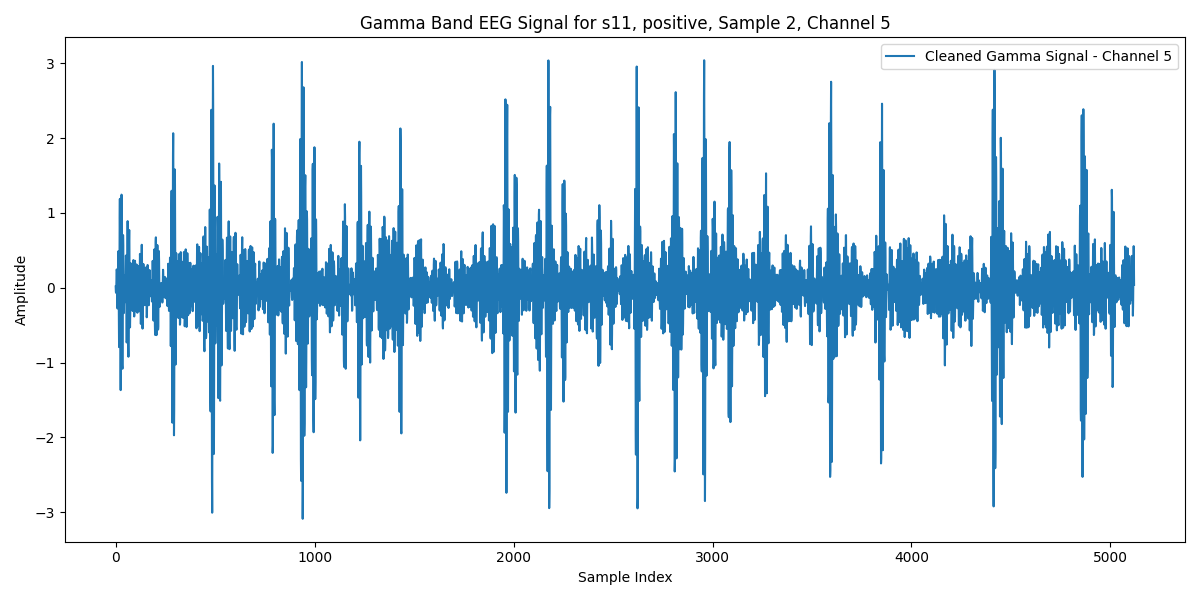 Gamma Band EEG Signal for s11, positive, Sample 2, Channel 5
Cleaned Gamma Signal - Channel 5
3
2
1
0
−1
−2
−3
Amplitude
0 1000 2000 3000 4000 5000
Sample Index